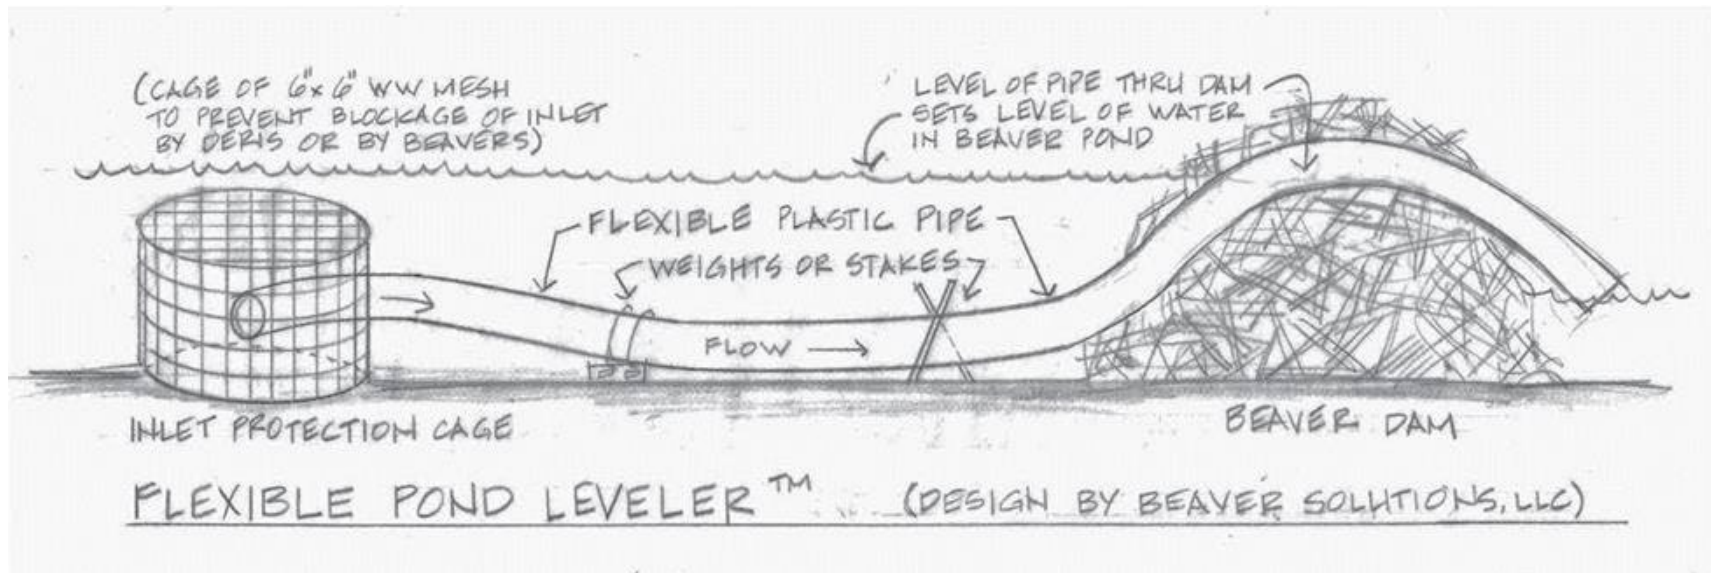 (CAGE OF 6"x 6" WW MESH
TO PREVENT BLOCKAGE OF INLET
BY DERIS OR BY BEAVERS)
LEVEL OF PIPE THRU DAM
SETS LEVEL OF WATER
IN BEAVER POND
FLEXIBLE PLASTIC PIPE
WEIGHTS OR STAKES
FLOW
INLET PROTECTION CAGE
BEAVER DAM
FLEXIBLE POND LEVELER™ (DESIGN BY BEAVER SOLUTIONS, LLC)